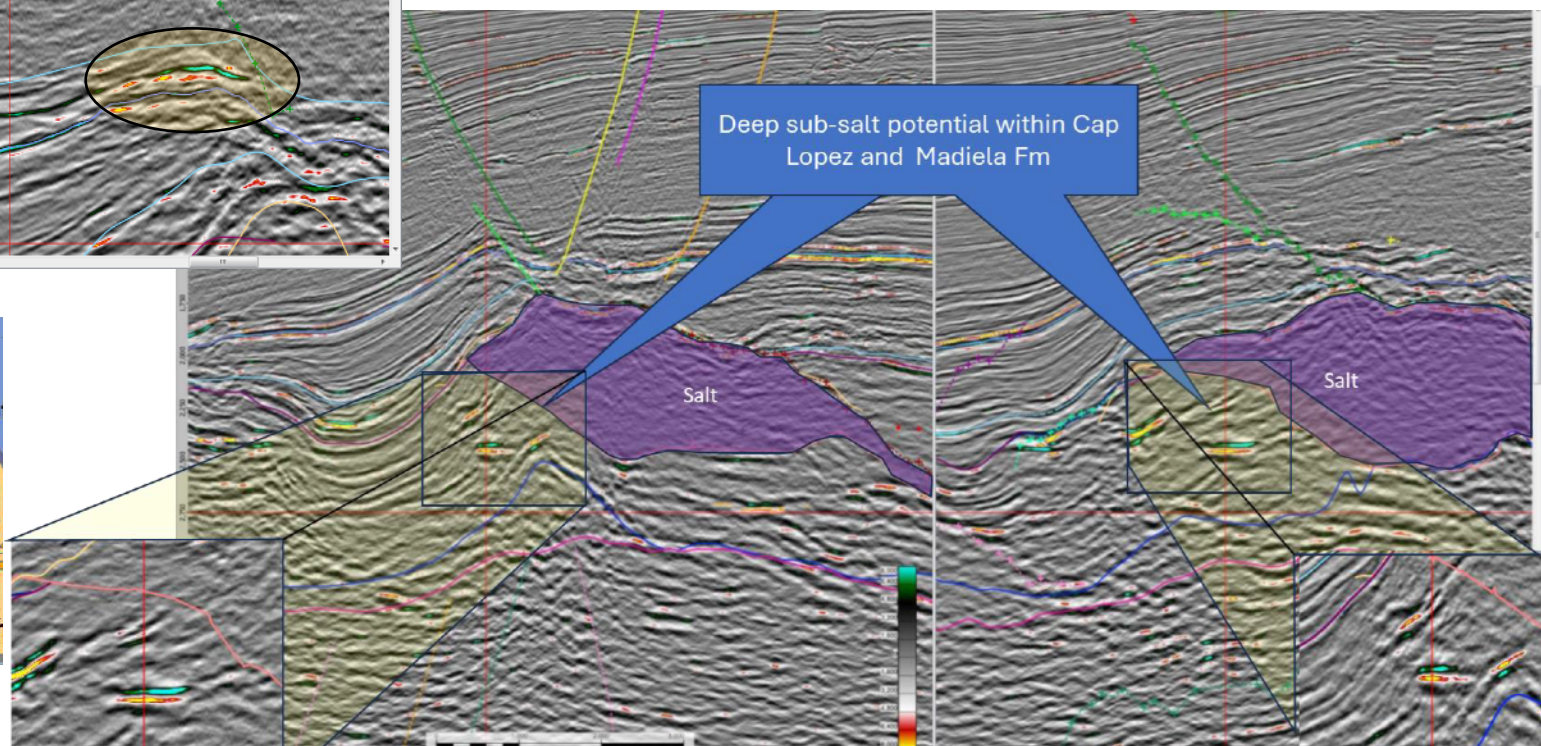 Deep sub-salt potential within Cap
Lopez and Madiela Fm
Salt
Salt